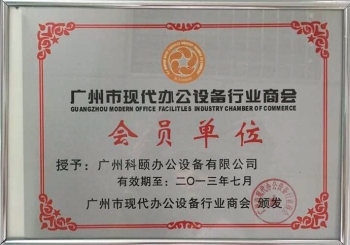 广州市现代办公设备行业商会
GUANGZHOU MODERN OFFICE FACILITLES INDUSTRY CHAMBER OF COMMERCE
会员单位
授予：广州科颐办公设备有限公司
有效期至：二〇一三年七月
广州市现代办公设备行业商会 颁发